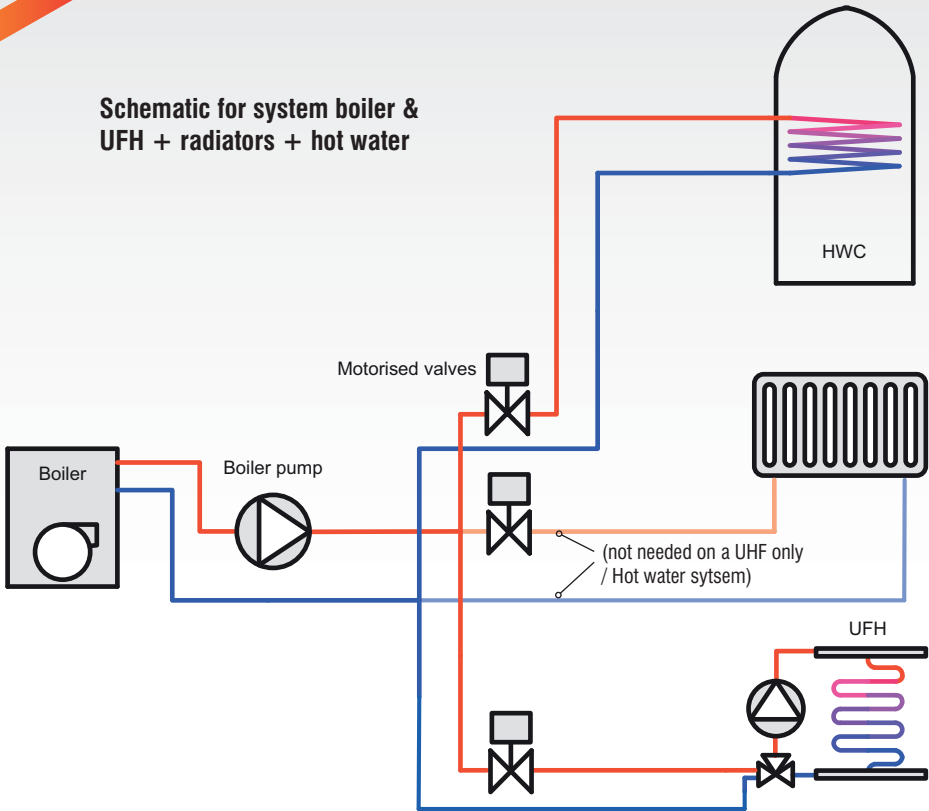 Schematic for system boiler &
UFH + radiators + hot water
HWC
Motorised valves
Boiler
Boiler pump
(not needed on a UHF only
/ Hot water sytsem)
UFH